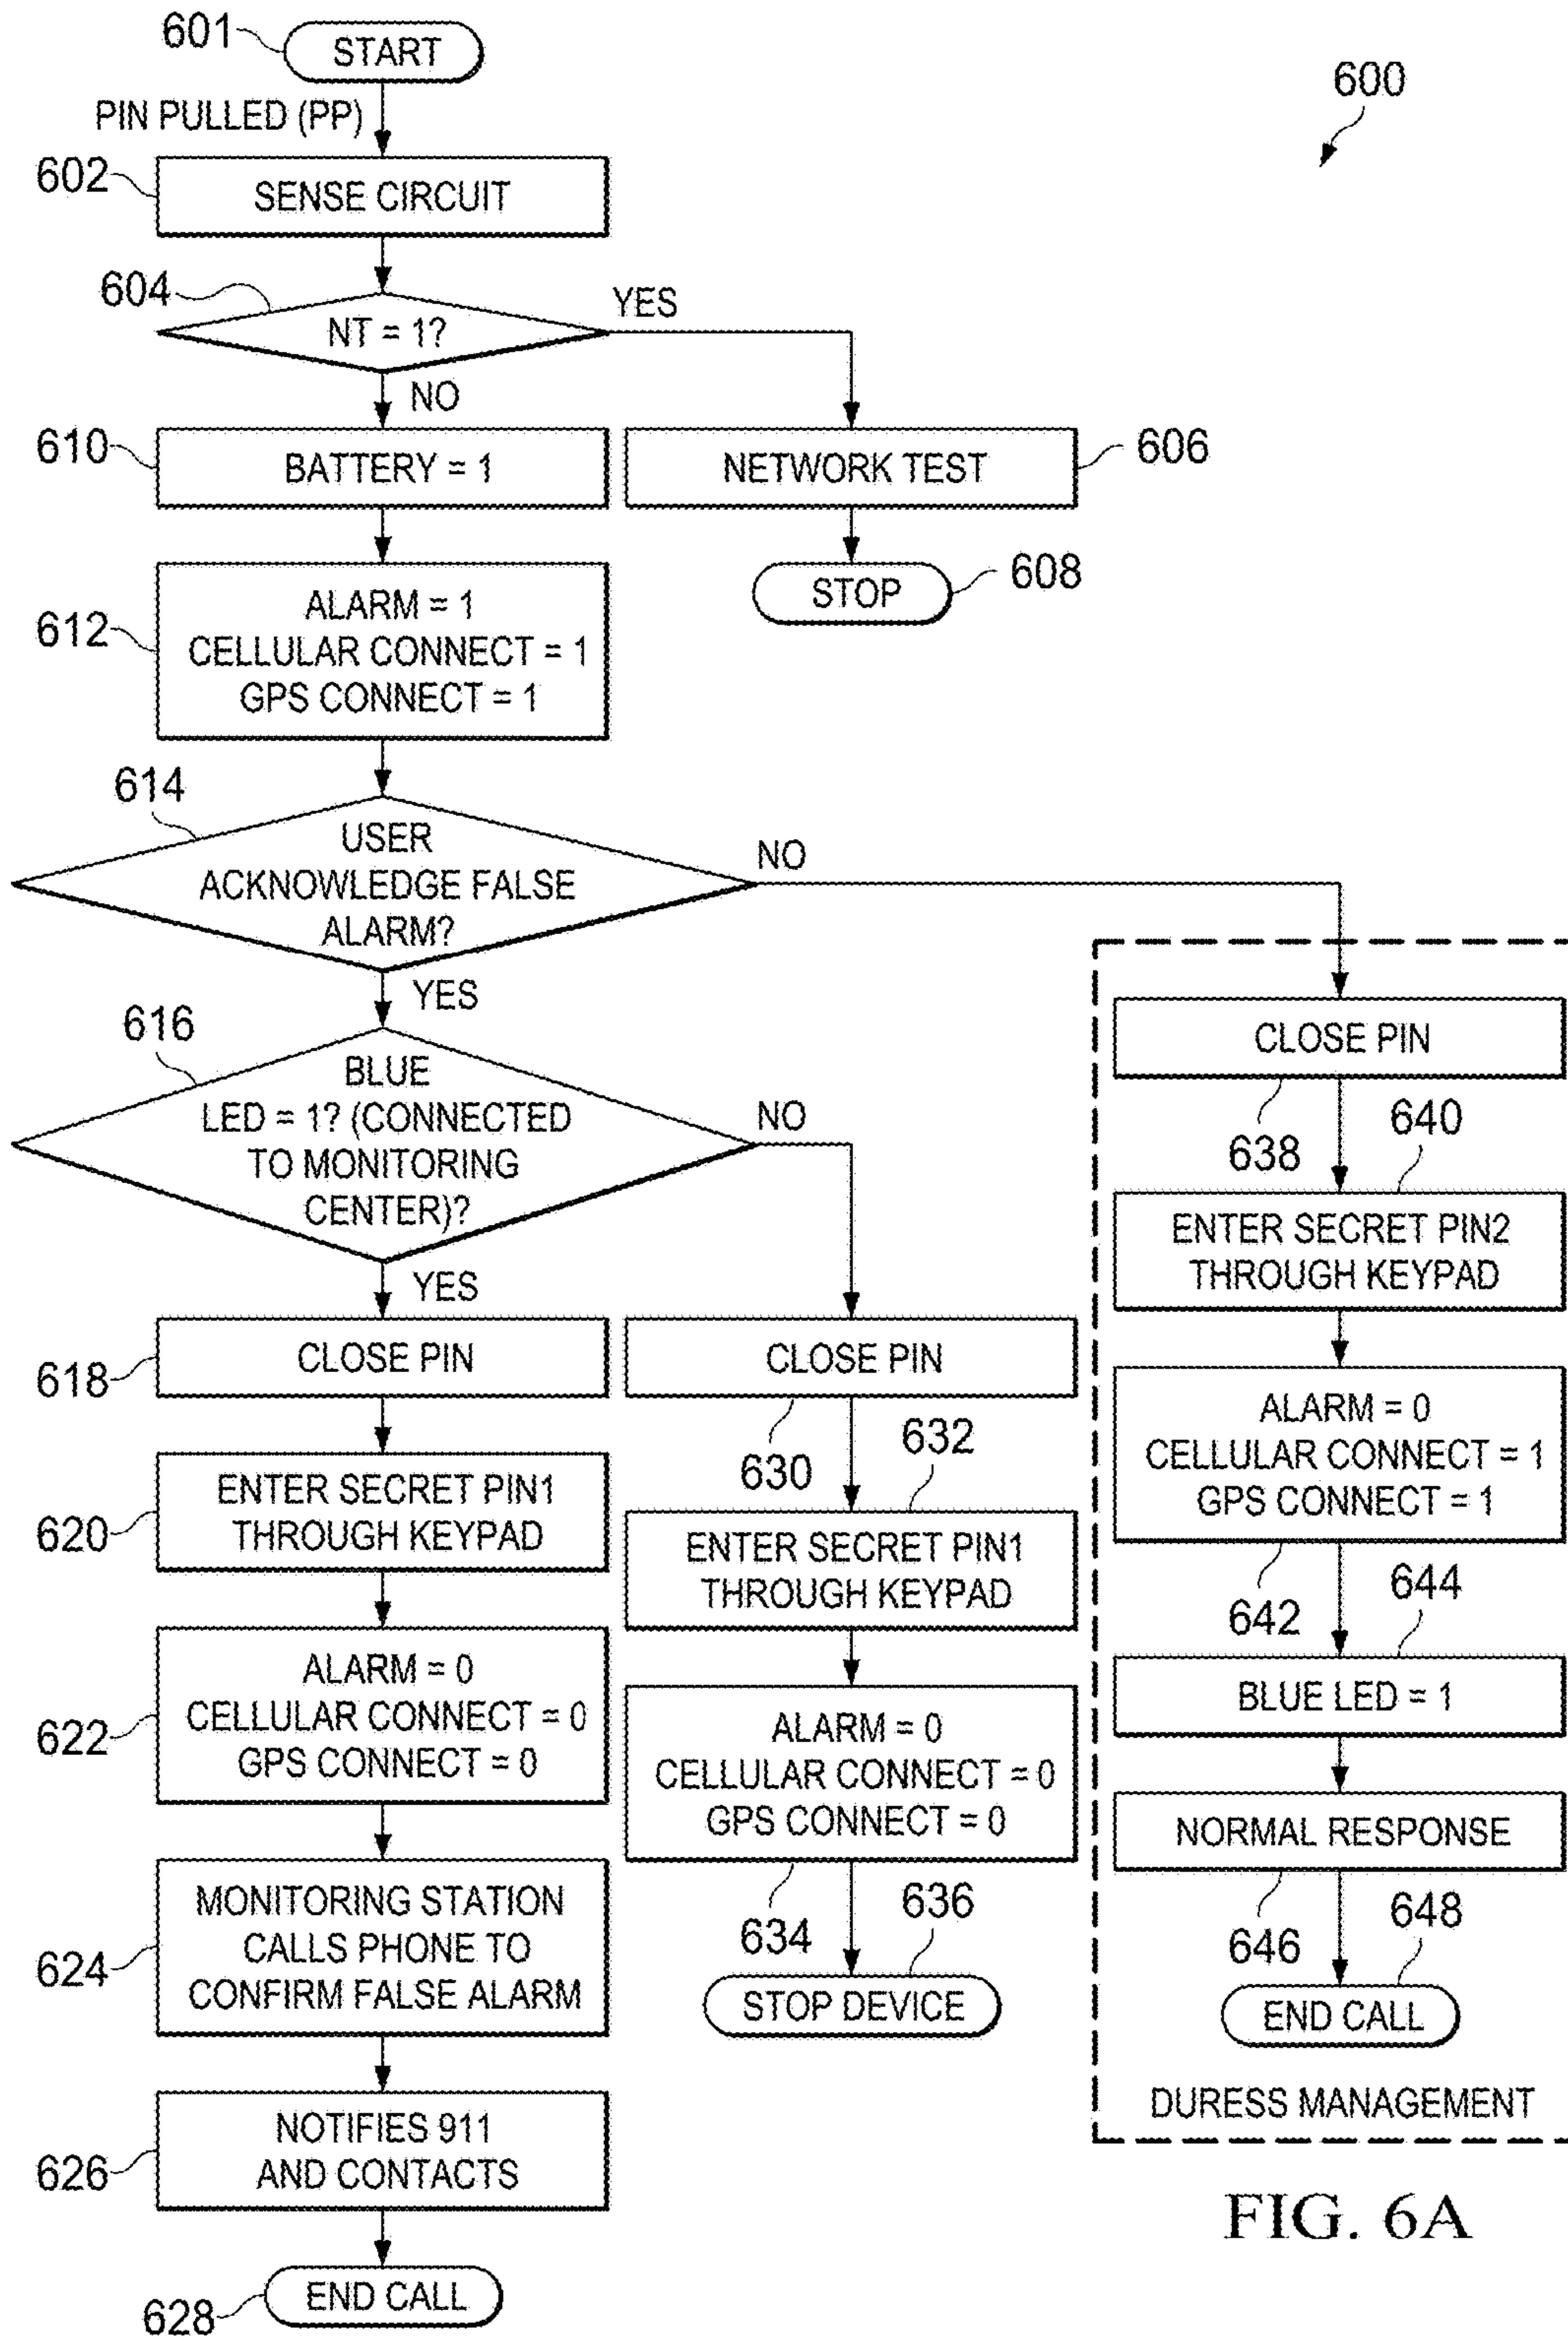 601
START
600
PIN PULLED (PP)
602
SENSE CIRCUIT
604
NT = 1?
YES
NO
610
BATTERY = 1
NETWORK TEST
606
612
ALARM = 1
CELLULAR CONNECT = 1
GPS CONNECT = 1
STOP
608
614
USER
ACKNOWLEDGE FALSE
ALARM?
NO
YES
616
BLUE
LED = 1? (CONNECTED
TO MONITORING
CENTER)?
NO
YES
618
CLOSE PIN
620
ENTER SECRET PIN1
THROUGH KEYPAD
622
ALARM = 0
CELLULAR CONNECT = 0
GPS CONNECT = 0
624
MONITORING STATION
CALLS PHONE TO
CONFIRM FALSE ALARM
626
NOTIFIES 911
AND CONTACTS
628
END CALL
CLOSE PIN
630
632
ENTER SECRET PIN1
THROUGH KEYPAD
ALARM = 0
CELLULAR CONNECT = 0
GPS CONNECT = 0
634
636
STOP DEVICE
CLOSE PIN
638
640
ENTER SECRET PIN2
THROUGH KEYPAD
ALARM = 0
CELLULAR CONNECT = 1
GPS CONNECT = 1
642
644
BLUE LED = 1
NORMAL RESPONSE
646
648
END CALL
DURESS MANAGEMENT
FIG. 6A